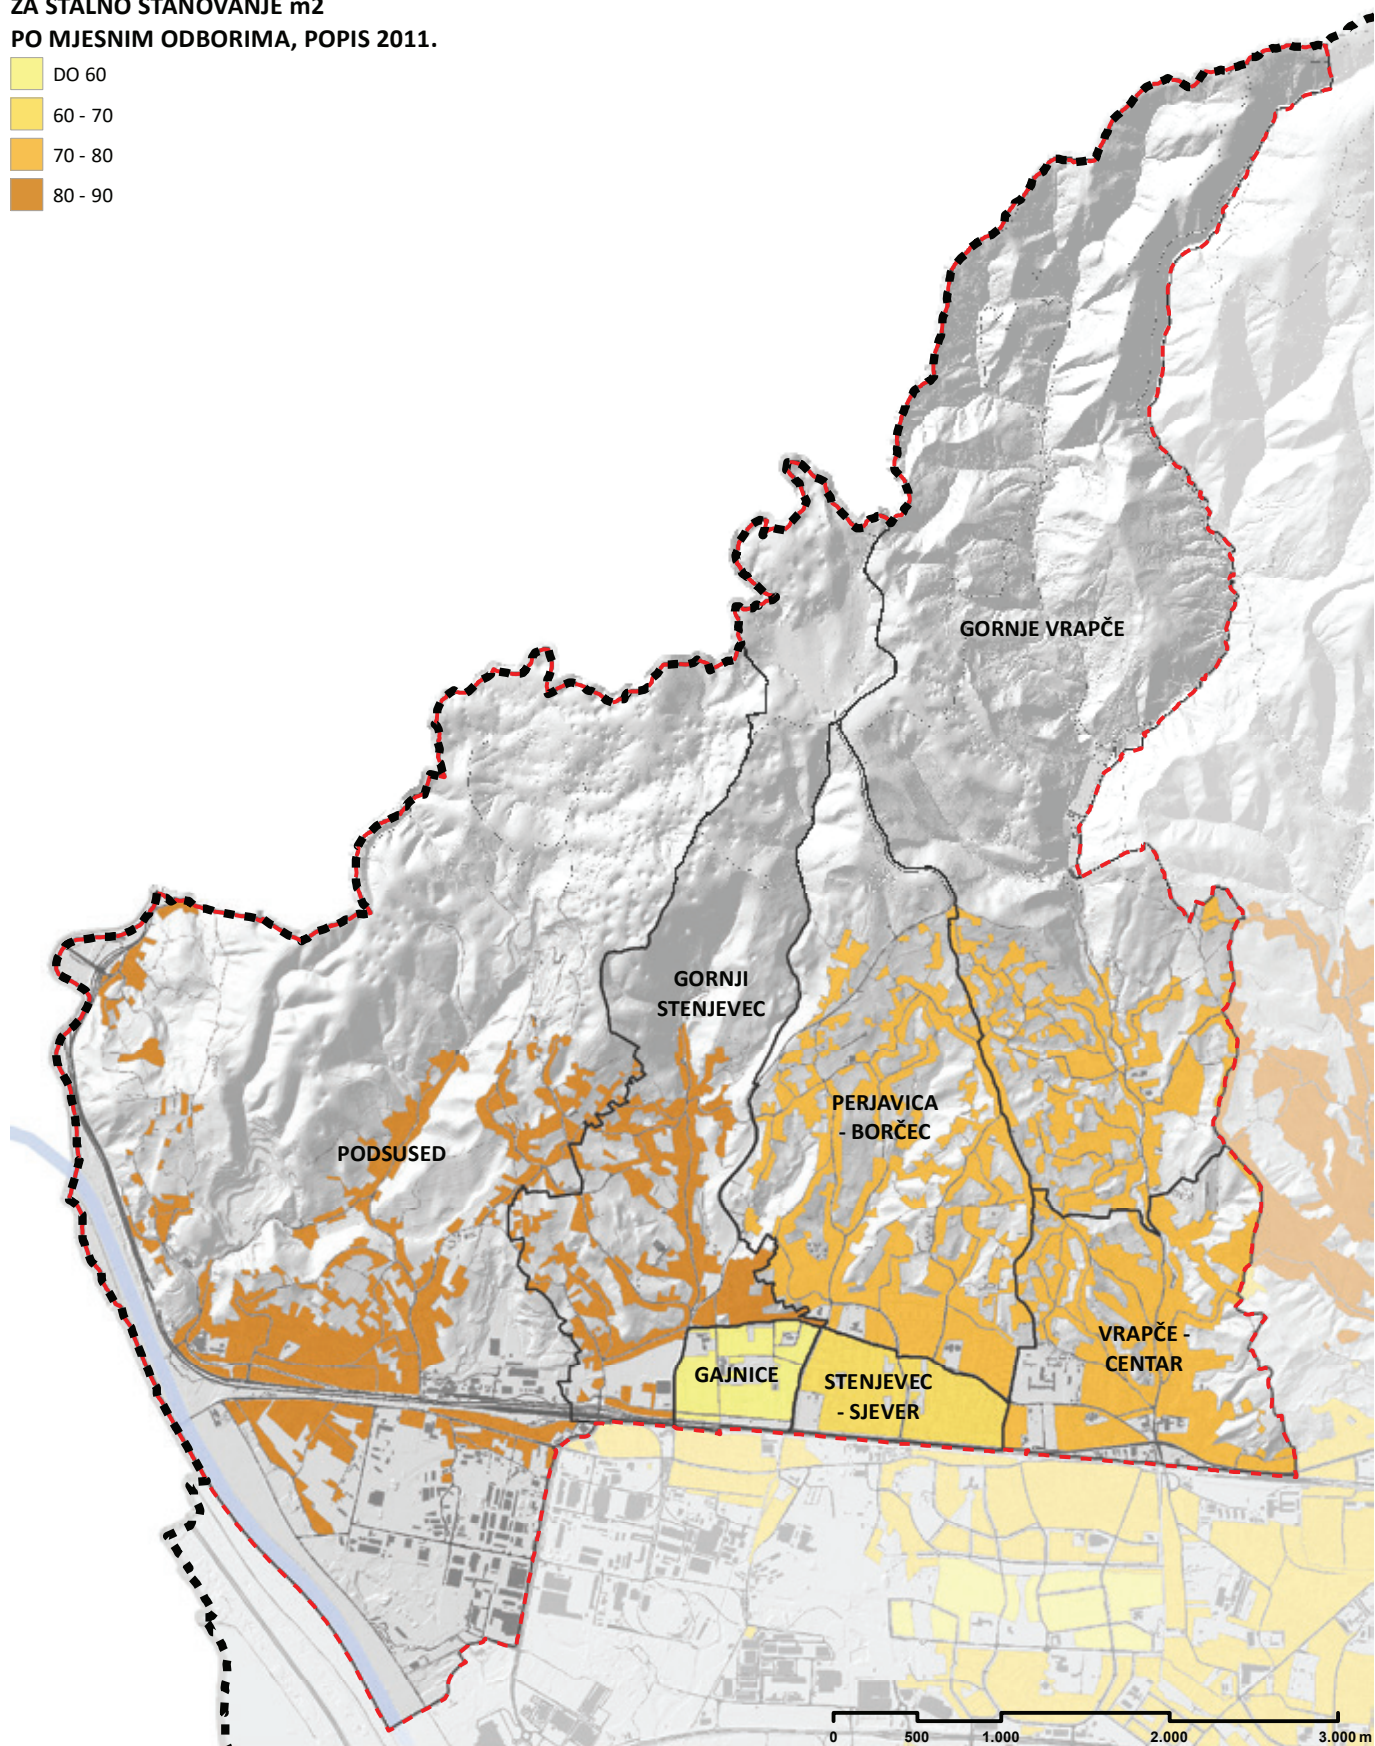 ZA STALNO STANOVANJE m2
PO MJESNIM ODBORIMA, POPIS 2011.
DO 60
60 - 70
70 - 80
80 - 90
GORNJE VRAPČE
GORNJI
STENJEVEC
PERJAVICA
- BORČEC
PODSUSED
VRAPČE -
CENTAR
GAJNICE
STENJEVEC
- SJEVER
0 500 1.000 2.000 3.000 m